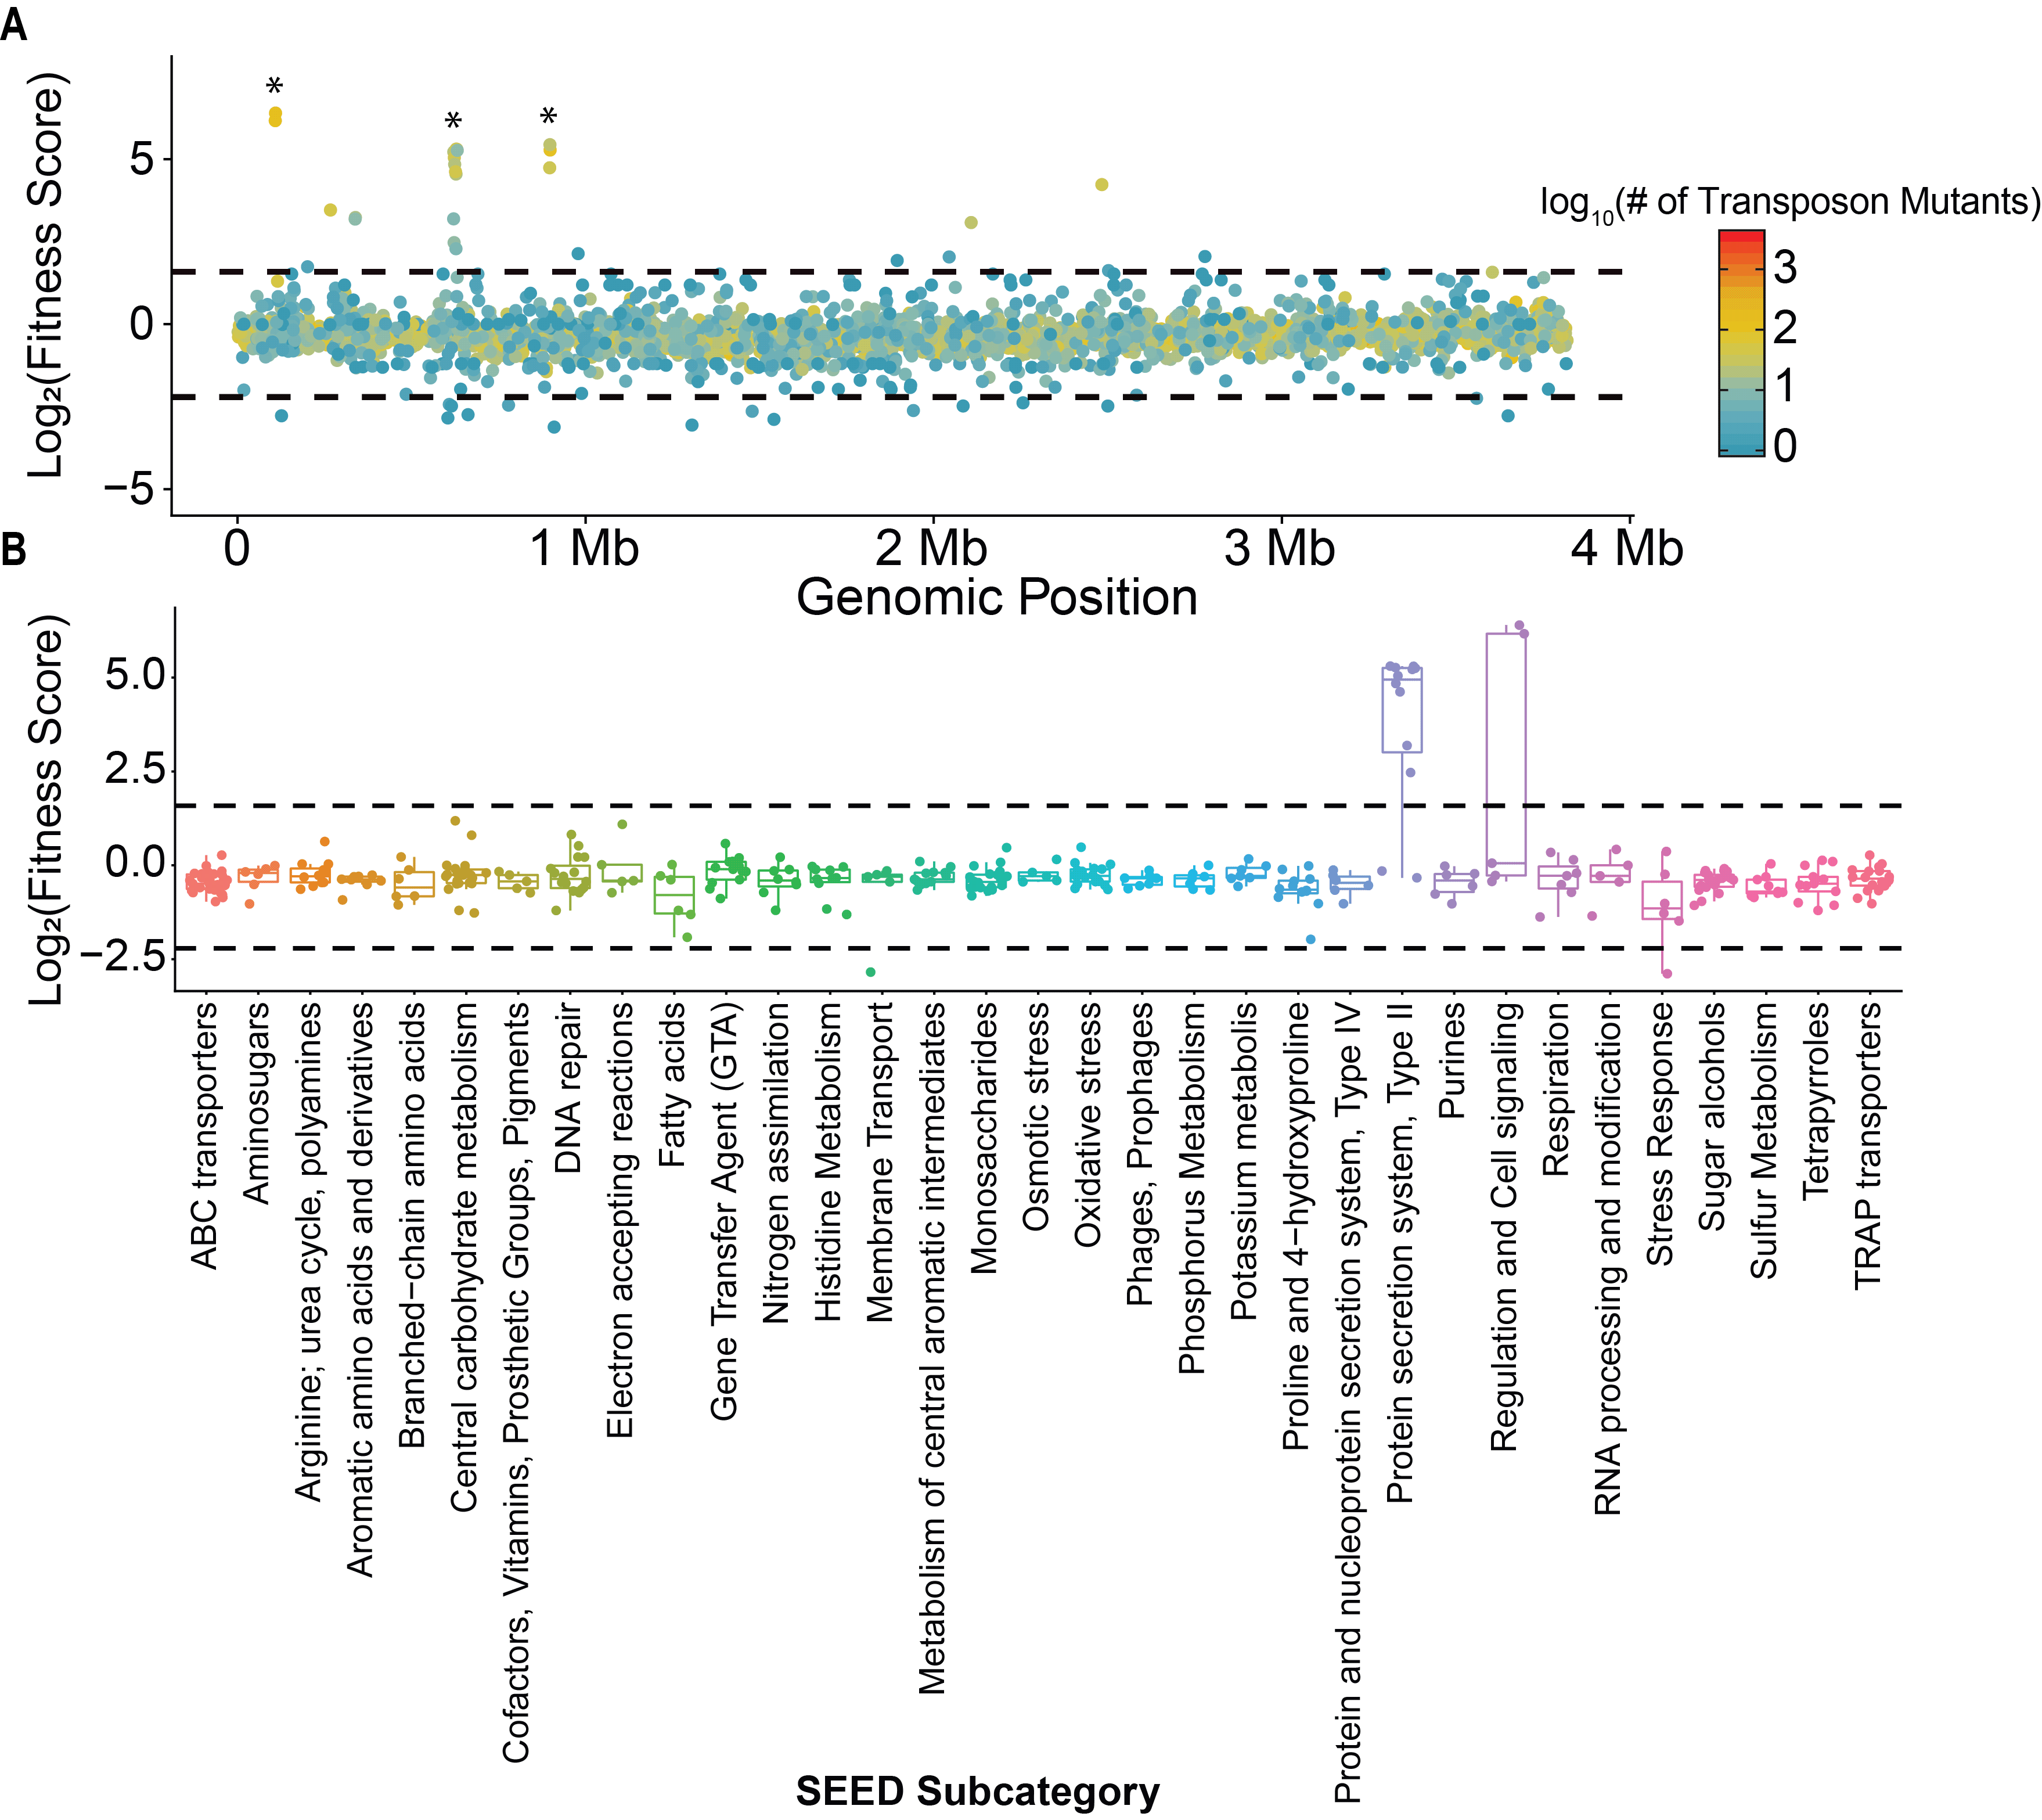 A
* * *
Log₂(Fitness Score)
5
0
−5
0 1 Mb 2 Mb 3 Mb 4 Mb
Genomic Position
log10(# of Transposon Mutants)
3
2
1
0
B
Log₂(Fitness Score)
5.0
2.5
0.0
−2.5
ABC transporters
Aminosugars
Arginine; urea cycle, polyamines
Aromatic amino acids and derivatives
Branched−chain amino acids
Central carbohydrate metabolism
Cofactors, Vitamins, Prosthetic Groups, Pigments
DNA repair
Electron accepting reactions
Fatty acids
Gene Transfer Agent (GTA)
Nitrogen assimilation
Histidine Metabolism
Membrane Transport
Metabolism of central aromatic intermediates
Monosaccharides
Osmotic stress
Oxidative stress
Phages, Prophages
Phosphorus Metabolism
Potassium metabolis
Proline and 4−hydroxyproline
Protein and nucleoprotein secretion system, Type IV
Protein secretion system, Type II
Purines
Regulation and Cell signaling
Respiration
RNA processing and modification
Stress Response
Sugar alcohols
Sulfur Metabolism
Tetrapyrroles
TRAP transporters
SEED Subcategory